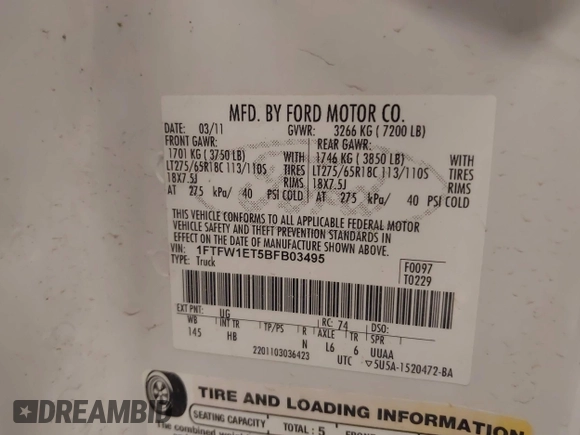 MFD. BY FORD MOTOR CO.
DATE: 03/11 GVWR: 3266 KG ( 7200 LB)
FRONT GAWR: REAR GAWR:
1701 KG ( 3750 LB) WITH 1746 KG ( 3850 LB) WITH
LT275/65R18C 113/110S TIRES LT275/65R18C 113/110S TIRES
18X7.5J RIMS 18X7.5J RIMS
AT 275 kPa/ 40 PSI COLD AT 275 kPa/ 40 PSI COLD
THIS VEHICLE CONFORMS TO ALL APPLICABLE FEDERAL MOTOR
VEHICLE SAFETY AND THEFT PREVENTION STANDARDS IN
EFFECT ON THE DATE OF MANUFACTURE SHOWN ABOVE.
VIN: 1FTFW1ET5BFB03495
TYPE: Truck
F0097
T0229
EXT PNT: UG RC: 74 DSO:
WB INT TR TP/PS R AXLE TR SPR
145 HB N L6 6 UUAA
2201103036423 UTC ▽5U5A-1520472-BA
TIRE AND LOADING INFORMATION
SEATING CAPACITY TOTAL : 5
The combined
DREAMBID